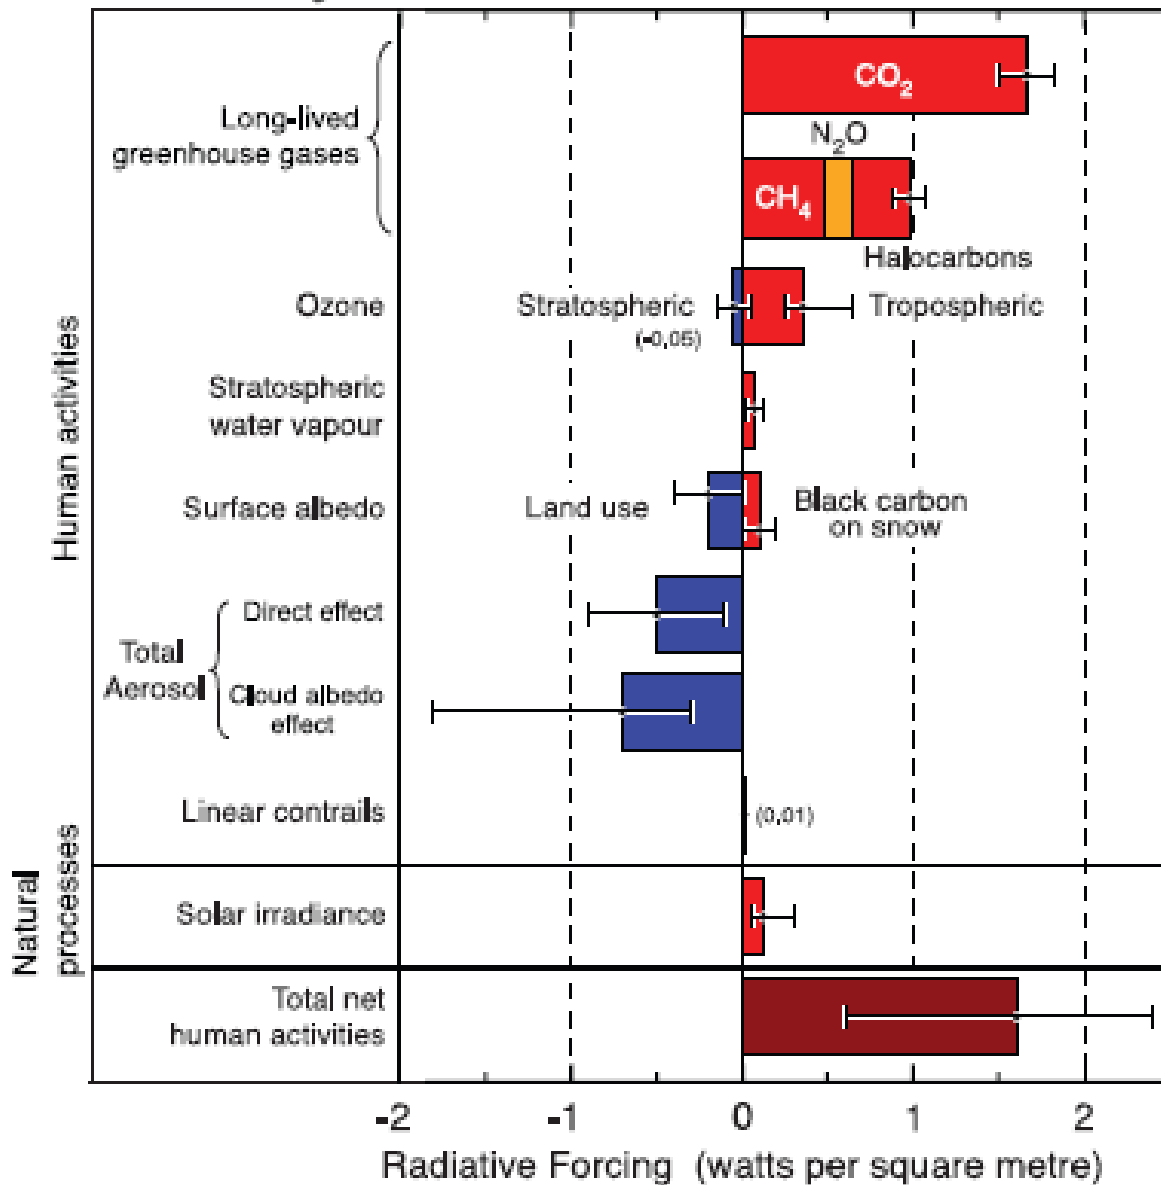 CO₂
Long-lived
greenhouse gases
N₂O
CH₄
Halocarbons
Ozone
Stratospheric
(-0.05)
Tropospheric
Stratospheric
water vapour
Human activities
Surface albedo
Land use
Black carbon
on snow
Direct effect
Total
Aerosol
Cloud albedo
effect
Linear contrails
(0.01)
Natural
processes
Solar irradiance
Total net
human activities
-2 -1 0 1 2
Radiative Forcing (watts per square metre)